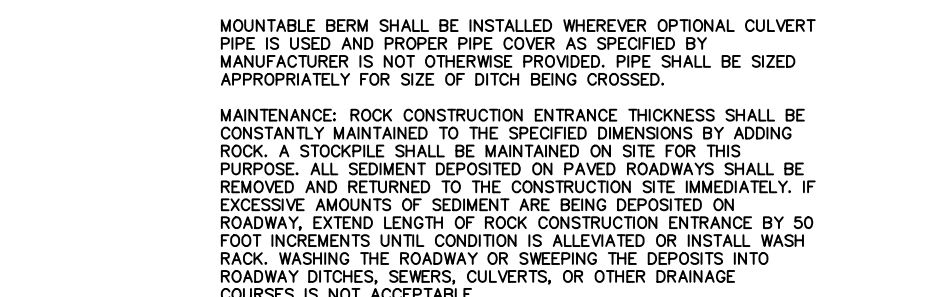 MOUNTABLE BERM SHALL BE INSTALLED WHEREVER OPTIONAL CULVERT
PIPE IS USED AND PROPER PIPE COVER AS SPECIFIED BY
MANUFACTURER IS NOT OTHERWISE PROVIDED. PIPE SHALL BE SIZED
APPROPRIATELY FOR SIZE OF DITCH BEING CROSSED.
MAINTENANCE: ROCK CONSTRUCTION ENTRANCE THICKNESS SHALL BE
CONSTANTLY MAINTAINED TO THE SPECIFIED DIMENSIONS BY ADDING
ROCK. A STOCKPILE SHALL BE MAINTAINED ON SITE FOR THIS
PURPOSE. ALL SEDIMENT DEPOSITED ON PAVED ROADWAYS SHALL BE
REMOVED AND RETURNED TO THE CONSTRUCTION SITE IMMEDIATELY. IF
EXCESSIVE AMOUNTS OF SEDIMENT ARE BEING DEPOSITED ON
ROADWAY, EXTEND LENGTH OF ROCK CONSTRUCTION ENTRANCE BY 50
FOOT INCREMENTS UNTIL CONDITION IS ALLEVIATED OR INSTALL WASH
RACK. WASHING THE ROADWAY OR SWEEPING THE DEPOSITS INTO
ROADWAY DITCHES, SEWERS, CULVERTS, OR OTHER DRAINAGE
COURSES IS NOT ACCEPTABLE